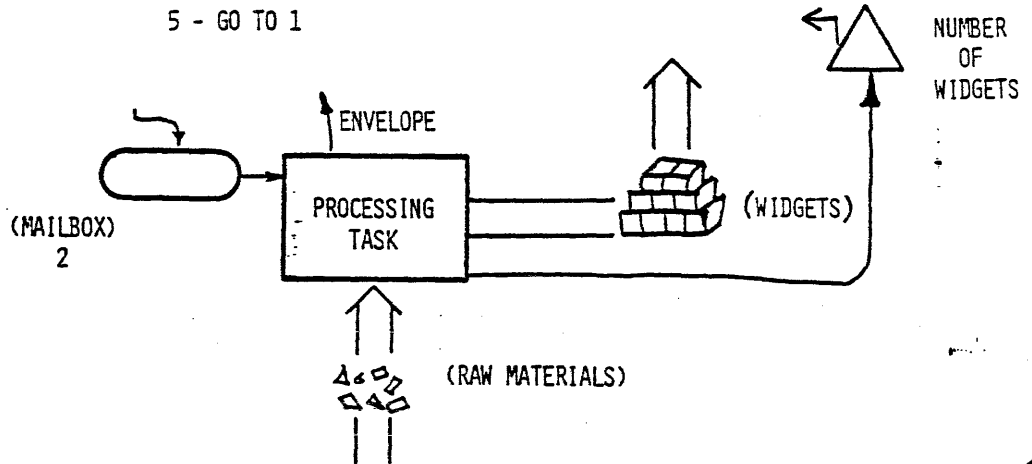 5 - GO TO 1
NUMBER
OF
WIDGETS
ENVELOPE
PROCESSING
TASK
(WIDGETS)
(MAILBOX)
2
(RAW MATERIALS)